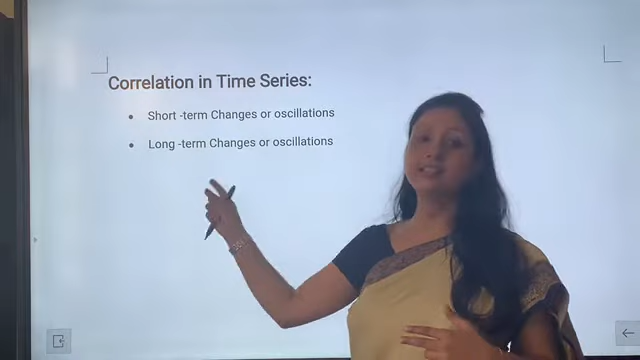 Correlation in Time Series:
• Short -term Changes or oscillations
• Long -term Changes or oscillations